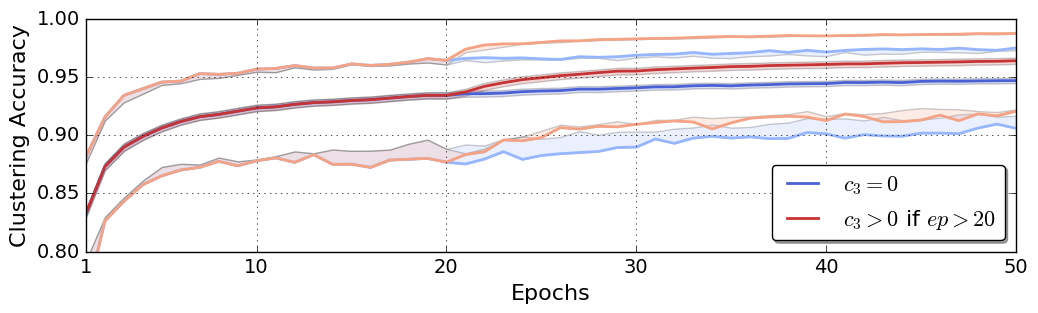 1.00
0.95
0.90
0.85
0.80
Clustering Accuracy
1 10 20 30 40 50
Epochs
c₃ = 0
c₃ > 0 if ep > 20